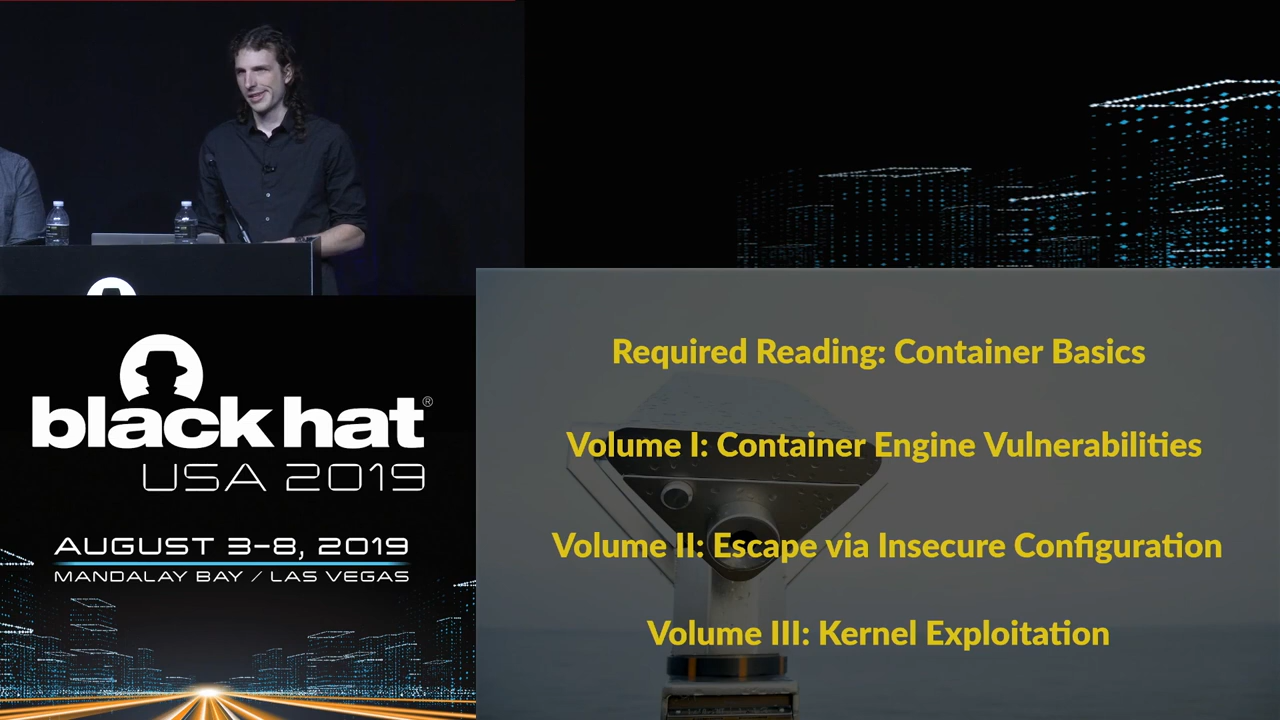 black hat®
USA 2019
AUGUST 3-8, 2019
MANDALAY BAY / LAS VEGAS
Required Reading: Container Basics
Volume I: Container Engine Vulnerabilities
Volume II: Escape via Insecure Configuration
Volume III: Kernel Exploitation